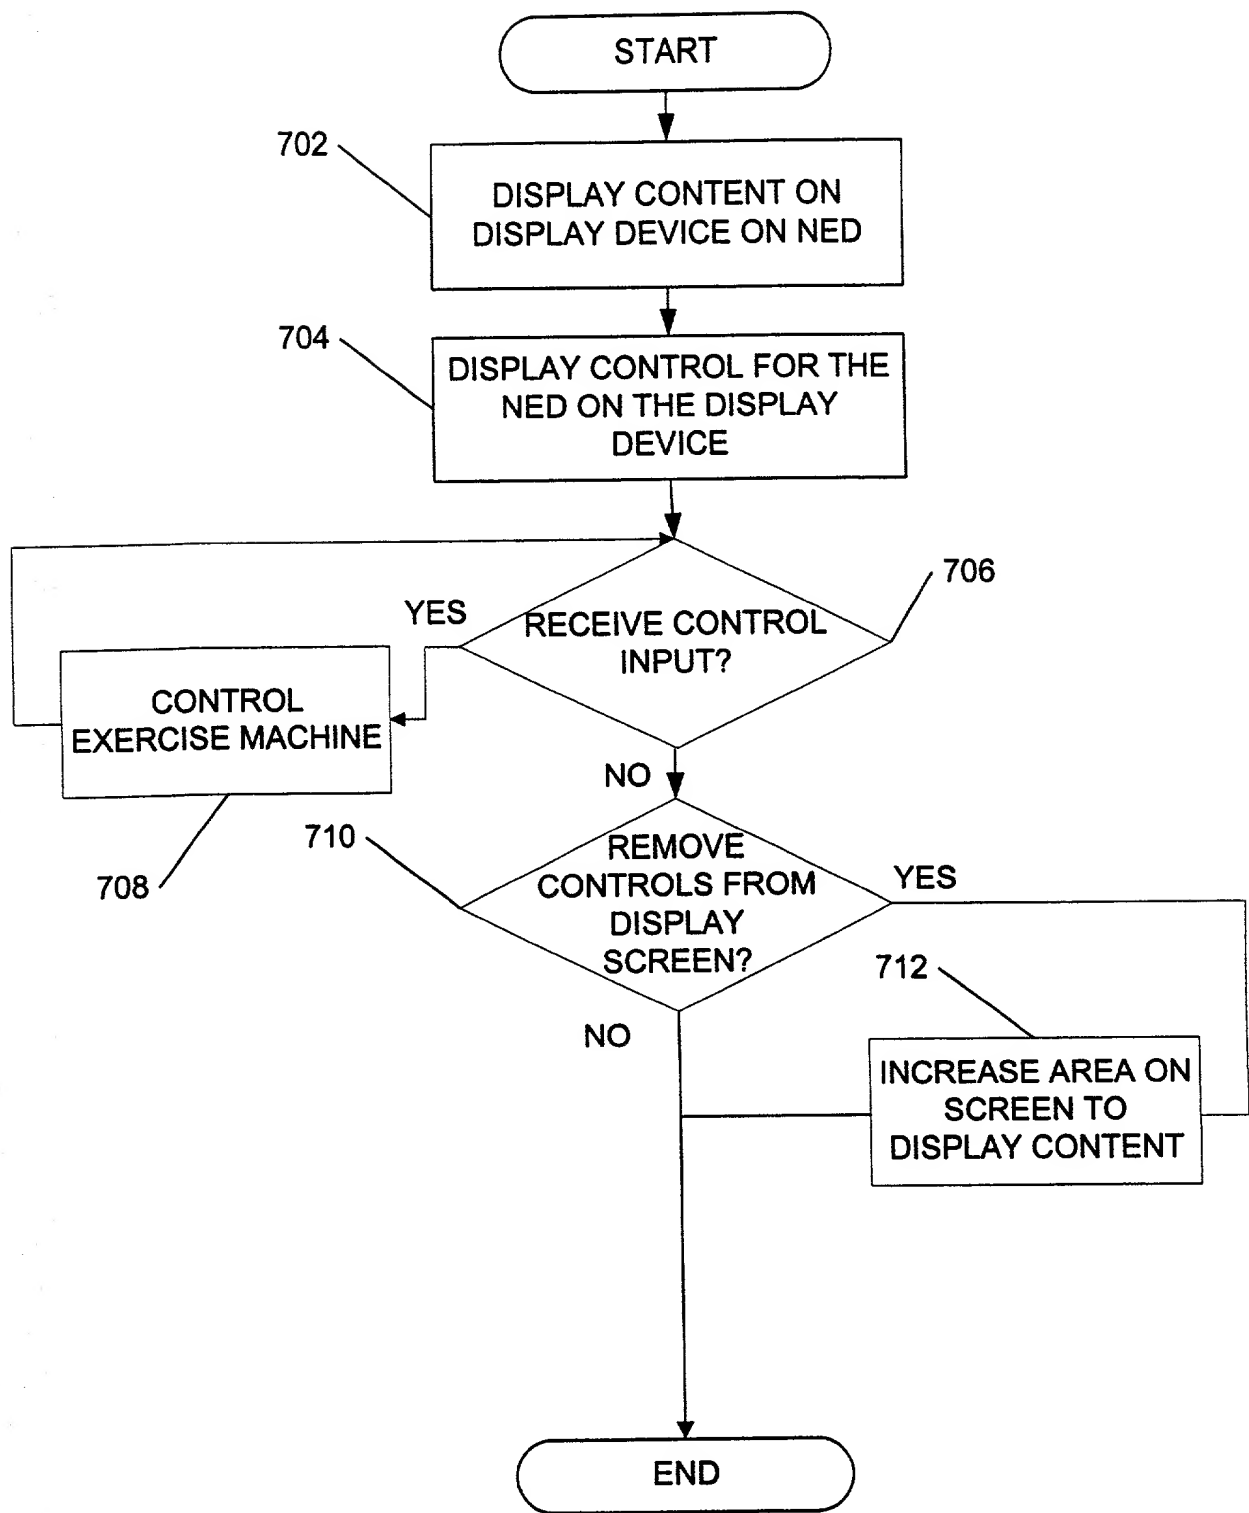 START
702
DISPLAY CONTENT ON
DISPLAY DEVICE ON NED
704
DISPLAY CONTROL FOR THE
NED ON THE DISPLAY
DEVICE
706
YES
RECEIVE CONTROL
INPUT?
CONTROL
EXERCISE MACHINE
708
NO
710
REMOVE
CONTROLS FROM
DISPLAY
SCREEN?
YES
712
NO
INCREASE AREA ON
SCREEN TO
DISPLAY CONTENT
END